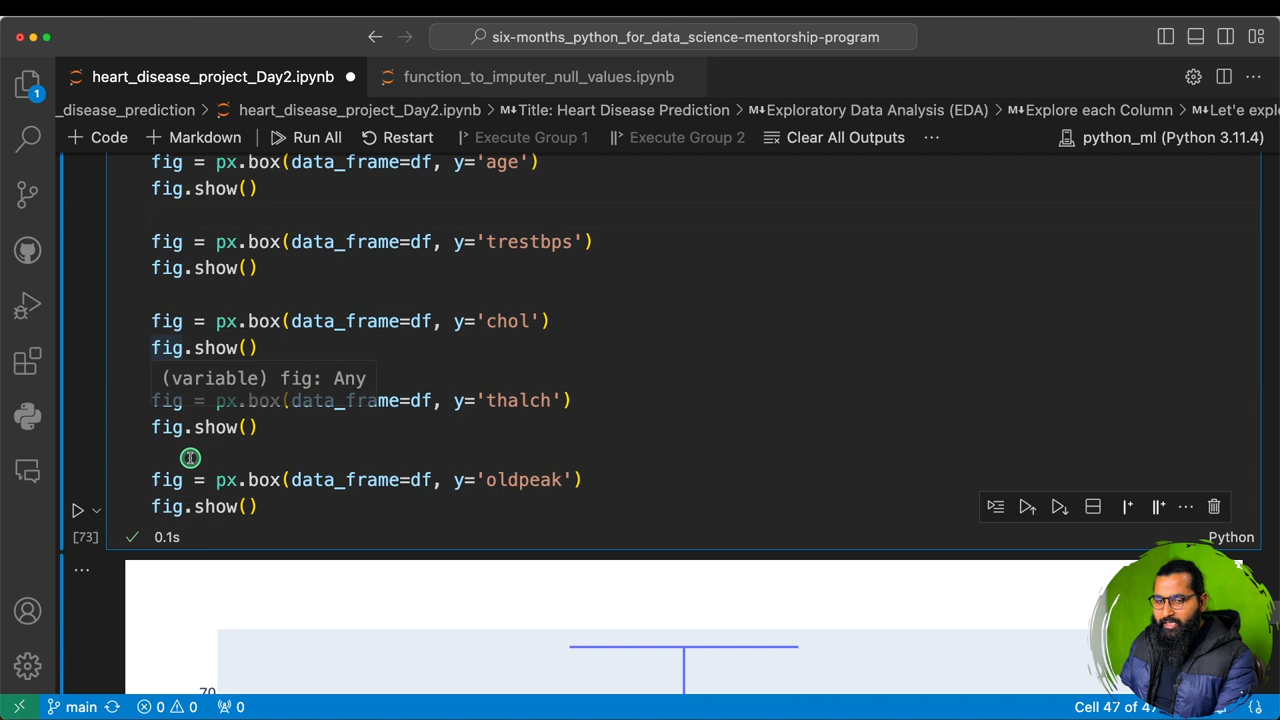 six-months_python_for_data_science-mentorship-program
heart_disease_project_Day2.ipynb
function_to_imputer_null_values.ipynb
1
_disease_prediction > heart_disease_project_Day2.ipynb > M↓Title: Heart Disease Prediction > M↓Exploratory Data Analysis (EDA) > M↓Explore each Column > M↓Let's expl
+ Code + Markdown Run All Restart Execute Group 1 Execute Group 2 Clear All Outputs ... python_ml (Python 3.11.4)
fig = px.box(data_frame=df, y='age')
fig.show()
fig = px.box(data_frame=df, y='trestbps')
fig.show()
fig = px.box(data_frame=df, y='chol')
fig.show()
(variable) fig: Any
fig = px.box(data_frame=df, y='thalch')
fig.show()
fig = px.box(data_frame=df, y='oldpeak')
fig.show()
[73] 0.1s
Python
70
main 0 0 0
Cell 47 of 47